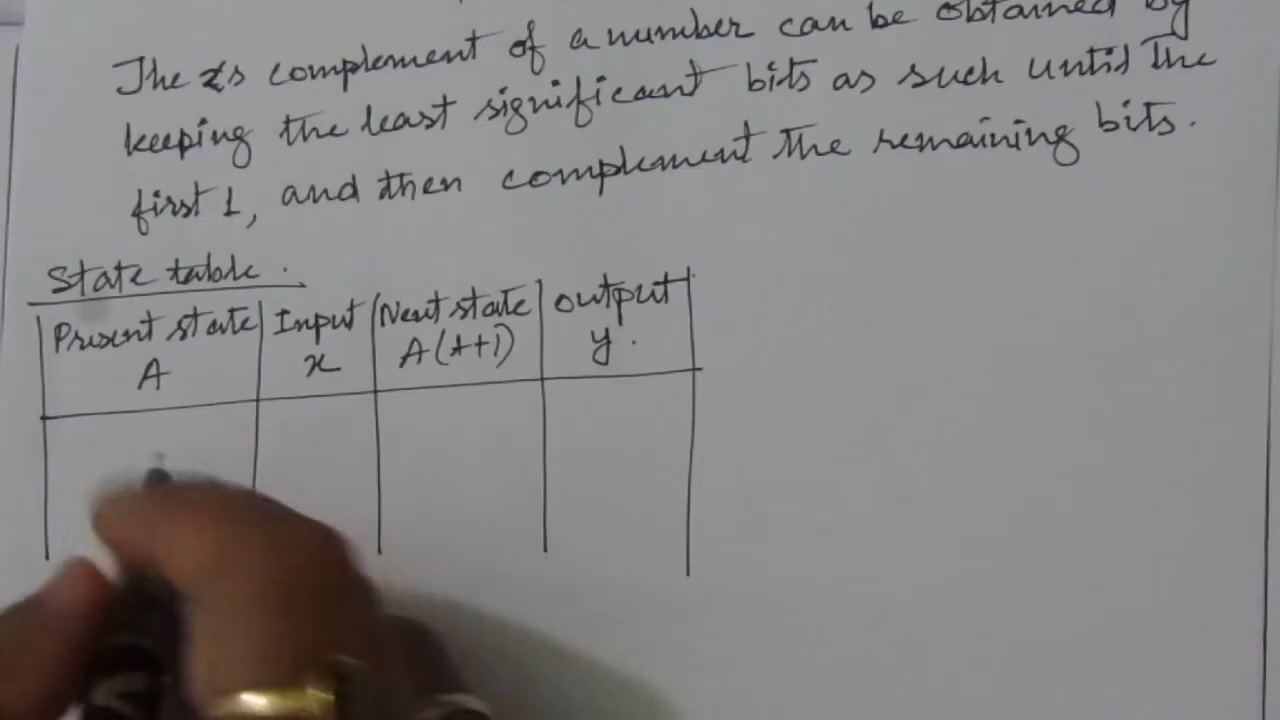 The 2s complement of a number can be obtained by
keeping the least significant bits as such until the
first 1, and then complement the remaining bits.
State table.
Present state Input Next state output
A x A(t+1) y.